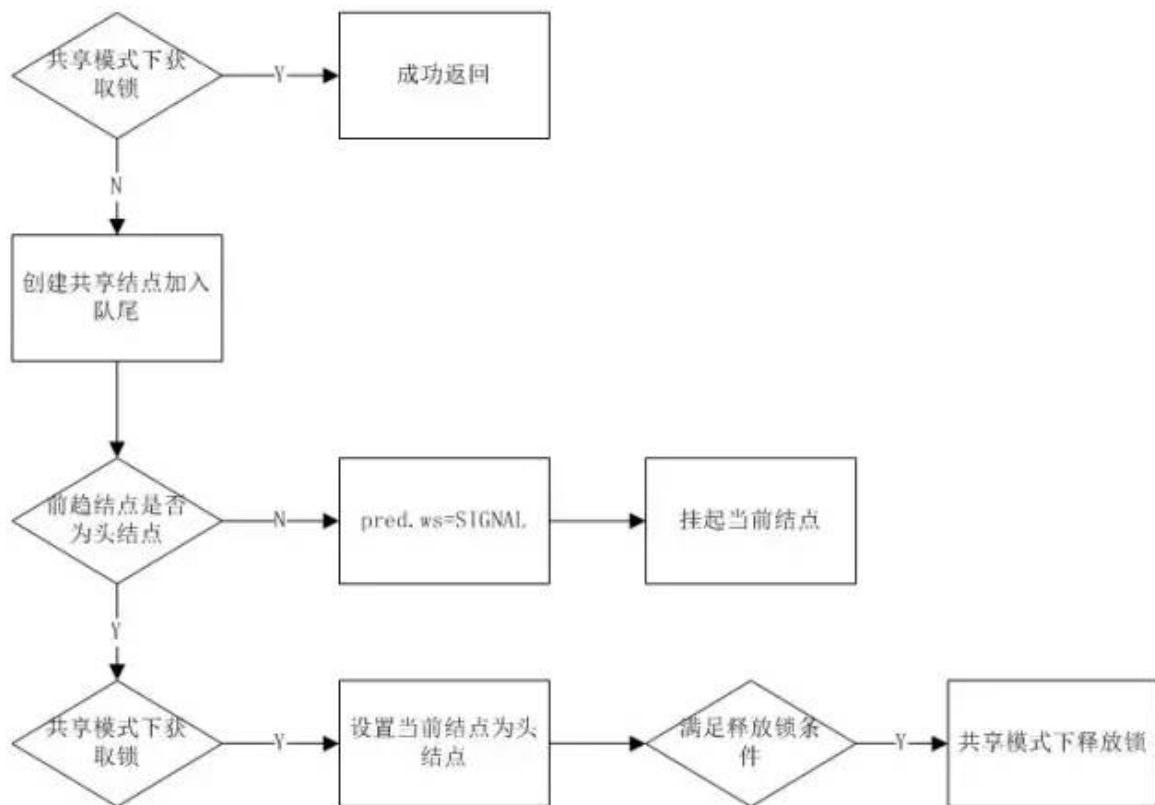 共享模式下获
取锁
Y
成功返回
N
创建共享结点加入
队尾
前趋结点是否
为头结点
N
pred.ws=SIGNAL
挂起当前结点
Y
共享模式下获
取锁
Y
设置当前结点为头
结点
满足释放锁条
件
Y
共享模式下释放锁